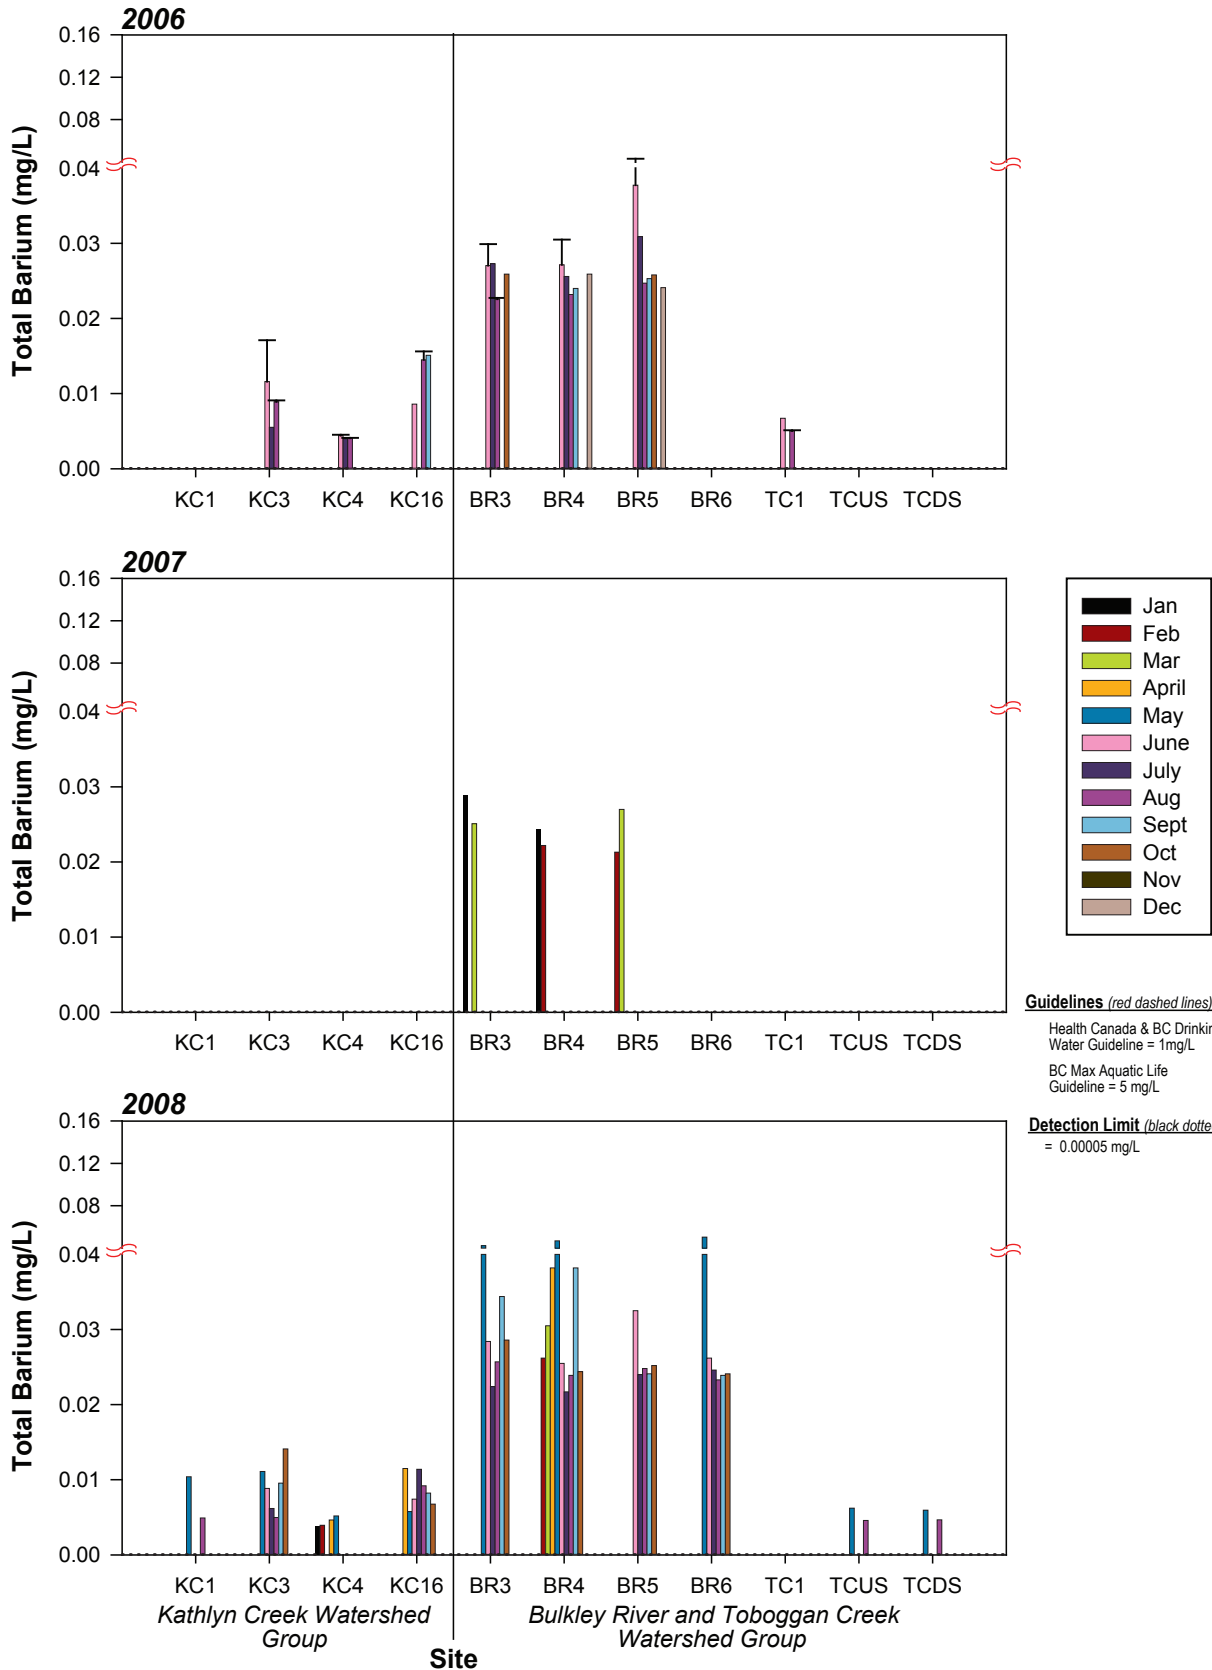 2006
0.16
0.12
0.08
0.04
0.03
0.02
0.01
0.00
Total Barium (mg/L)
KC1 KC3 KC4 KC16 BR3 BR4 BR5 BR6 TC1 TCUS TCDS
2007
0.16
0.12
0.08
0.04
0.03
0.02
0.01
0.00
Total Barium (mg/L)
KC1 KC3 KC4 KC16 BR3 BR4 BR5 BR6 TC1 TCUS TCDS
Jan
Feb
Mar
April
May
June
July
Aug
Sept
Oct
Nov
Dec
Guidelines (red dashed lines)
Health Canada & BC Drinkin
Water Guideline = 1mg/L
BC Max Aquatic Life
Guideline = 5 mg/L
Detection Limit (black dotte
= 0.00005 mg/L
2008
0.16
0.12
0.08
0.04
0.03
0.02
0.01
0.00
Total Barium (mg/L)
KC1 KC3 KC4 KC16 BR3 BR4 BR5 BR6 TC1 TCUS TCDS
Kathlyn Creek Watershed
Group
Bulkley River and Toboggan Creek
Watershed Group
Site